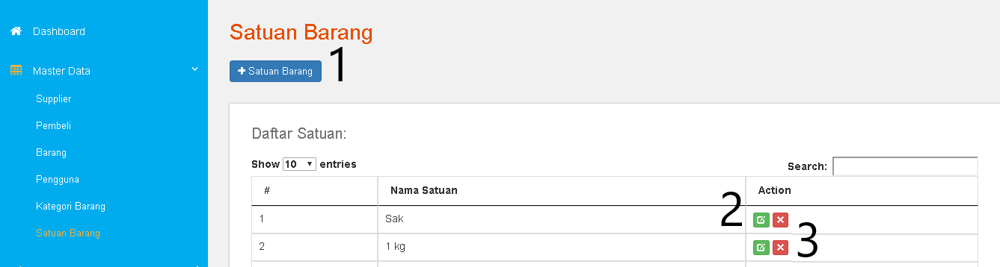 Dashboard
Master Data
Supplier
Pembeli
Barang
Pengguna
Kategori Barang
Satuan Barang
Satuan Barang
Satuan Barang 1
Daftar Satuan:
Show 10 entries
Search:
# Nama Satuan Action
1 Sak 2
2 1 kg 3